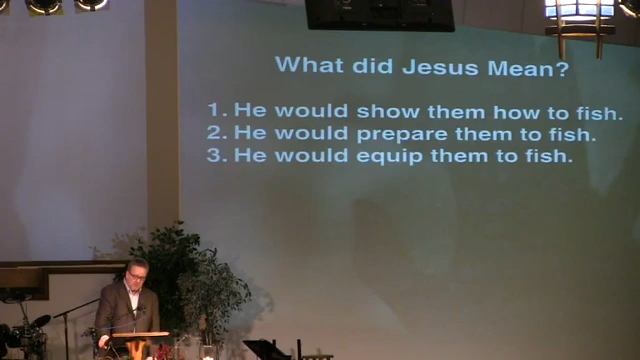 What did Jesus Mean?
1. He would show them how to fish.
2. He would prepare them to fish.
3. He would equip them to fish.